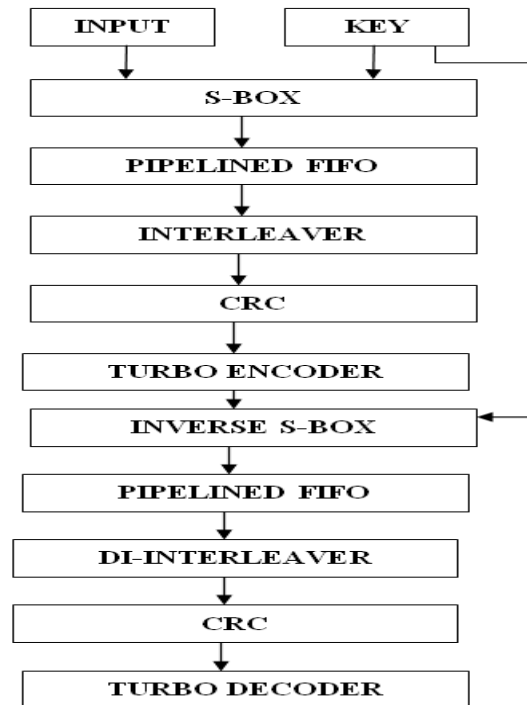 INPUT
KEY
S-BOX
PIPELINED FIFO
INTERLEAVER
CRC
TURBO ENCODER
INVERSE S-BOX
PIPELINED FIFO
DI-INTERLEAVER
CRC
TURBO DECODER